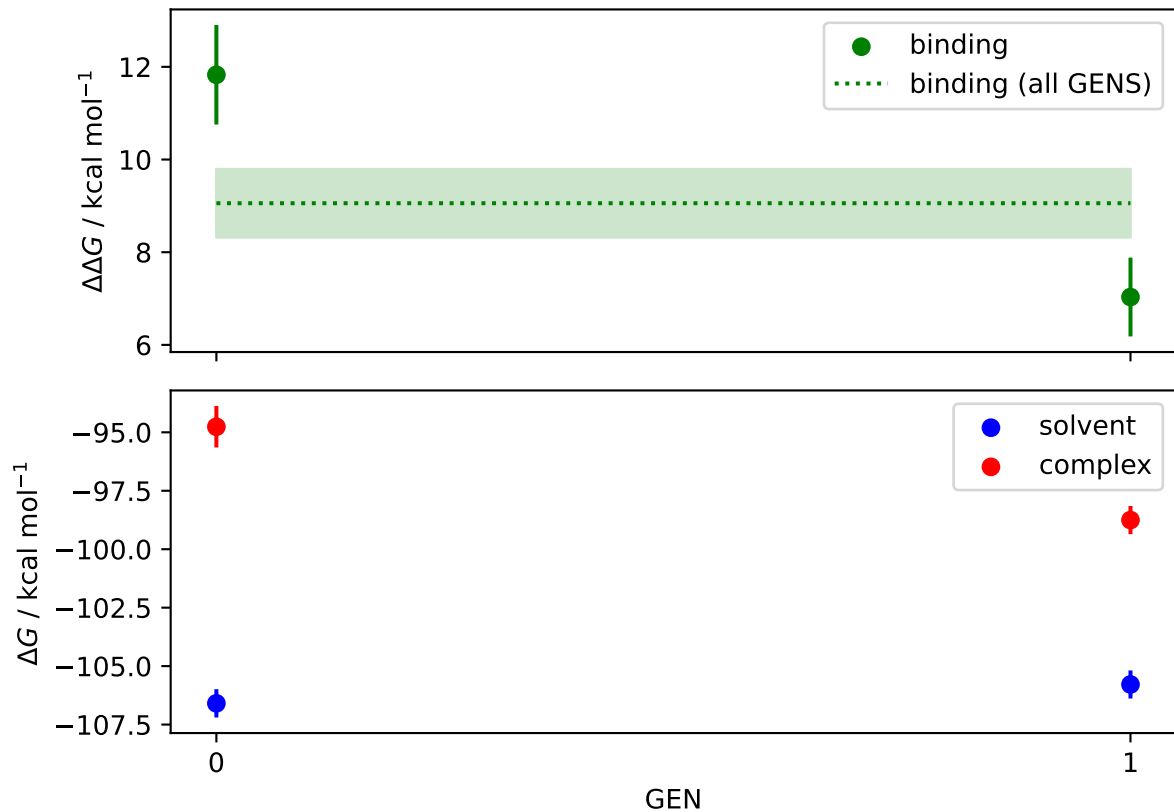 12
10
8
6
ΔΔG / kcal mol⁻¹
binding
binding (all GENS)
−95.0
−97.5
−100.0
−102.5
−105.0
−107.5
ΔG / kcal mol⁻¹
solvent
complex
0
1
GEN